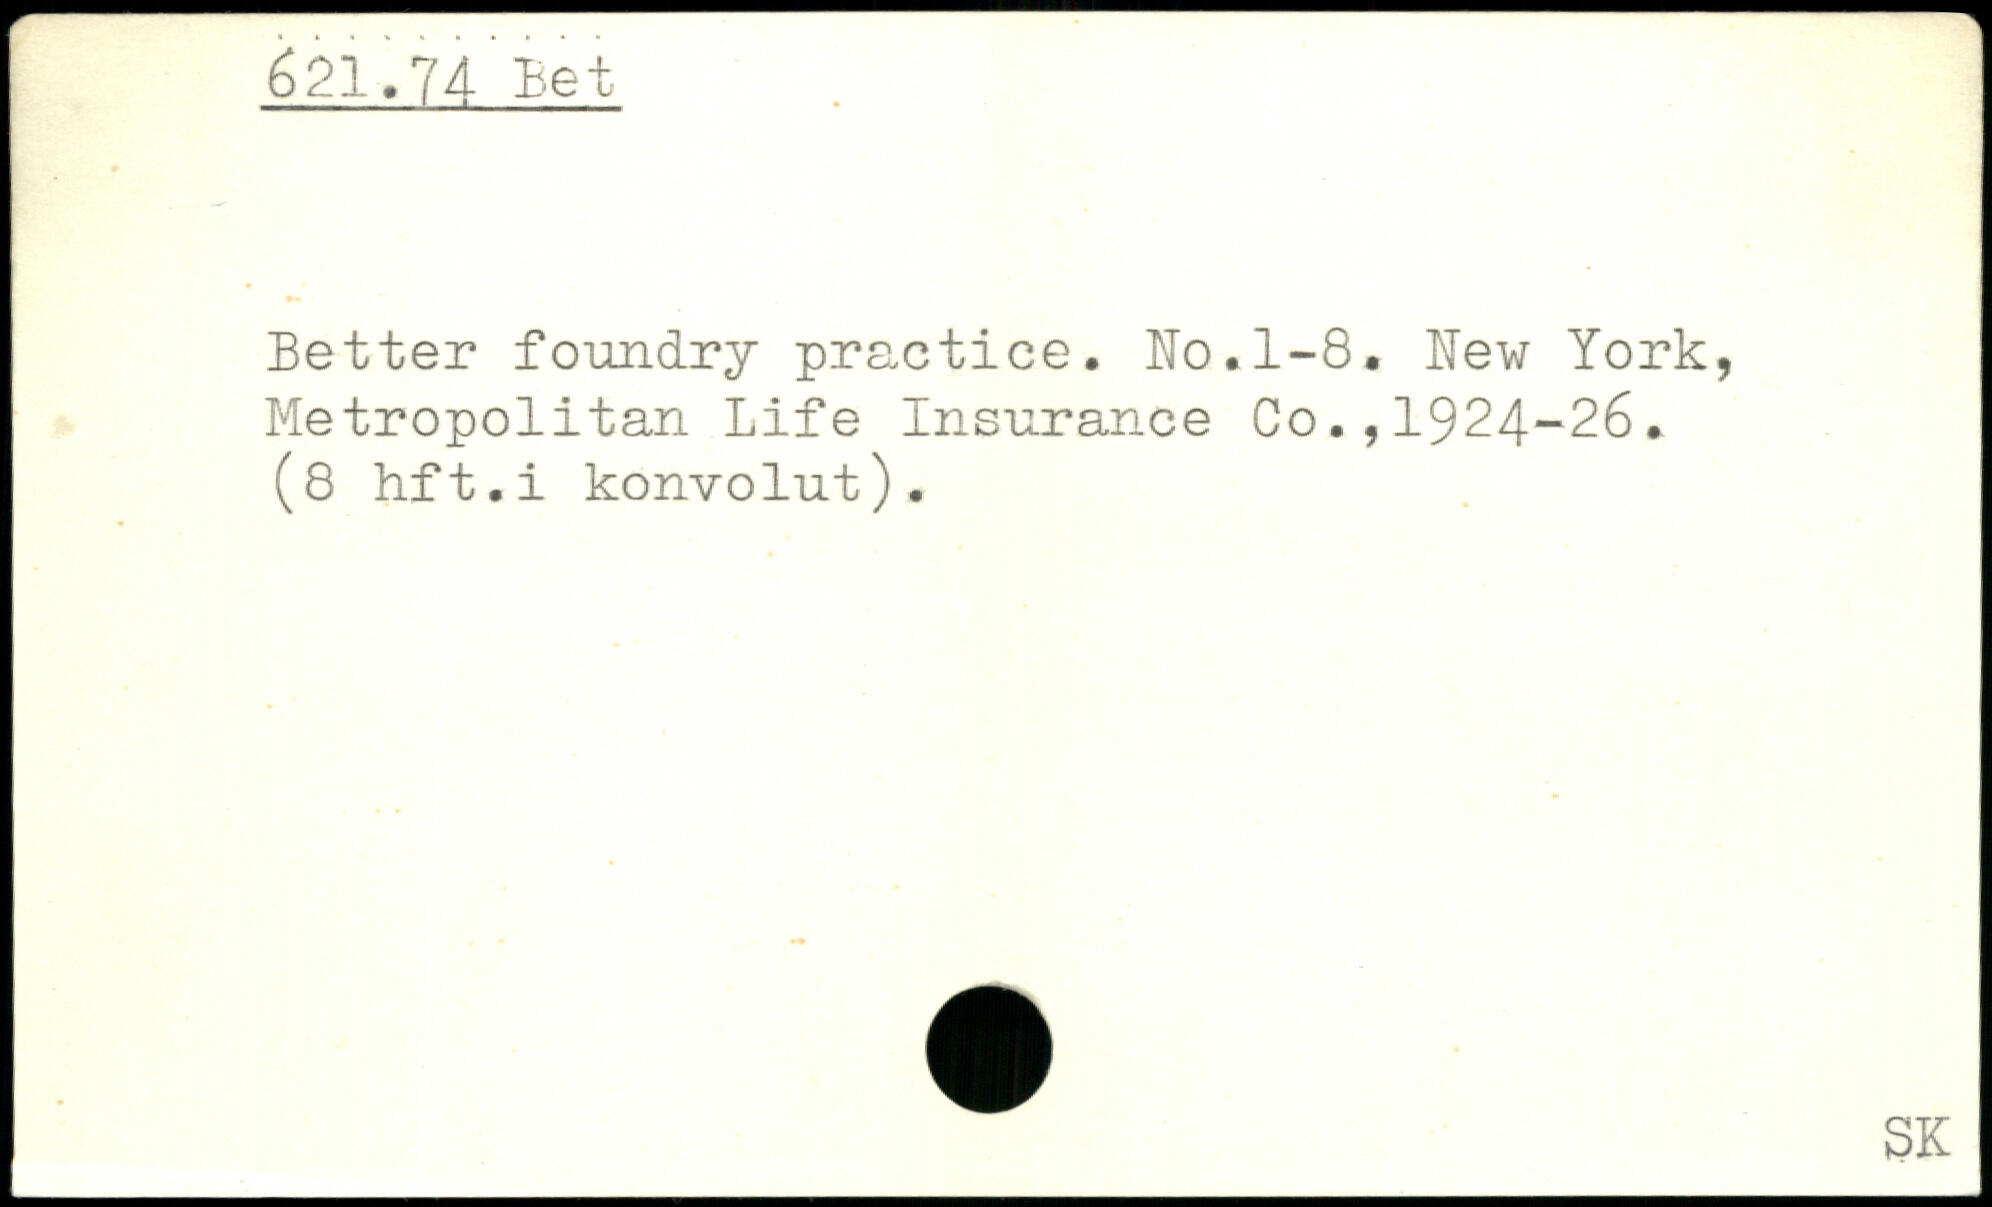 621.74 Bet
Better foundry practice. No.1-8. New York,
Metropolitan Life Insurance Co.,1924-26.
(8 hft.i konvolut).
SK